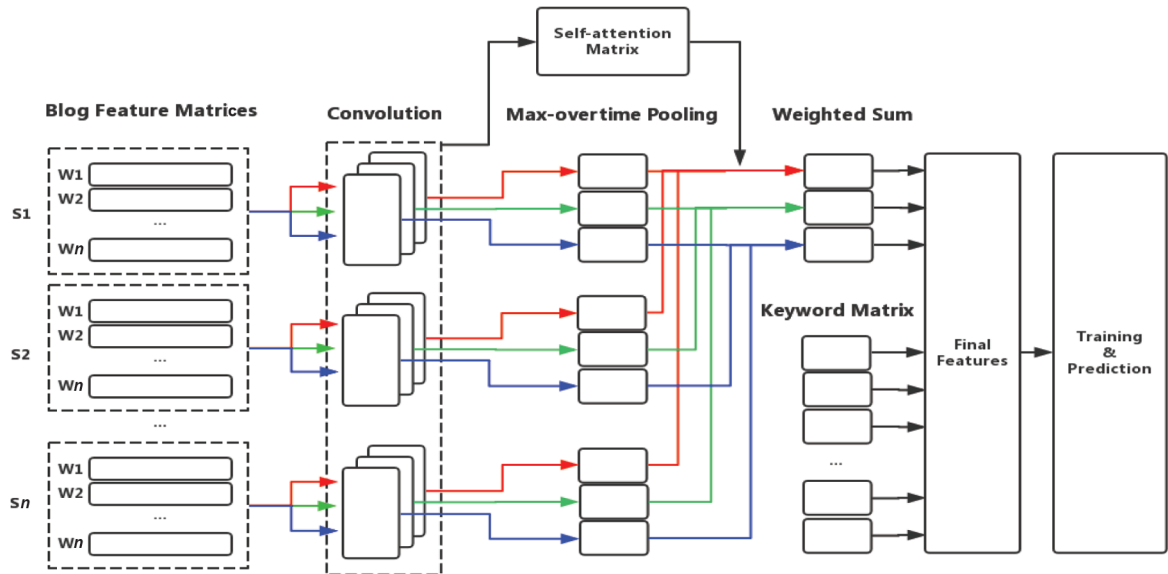 Self-attention
Matrix
Blog Feature Matrices
Convolution
Max-overtime Pooling
Weighted Sum
S1
W1
W2
...
Wn
S2
W1
W2
...
Wn
...
Sn
W1
W2
...
Wn
Keyword Matrix
...
Final
Features
Training
&
Prediction